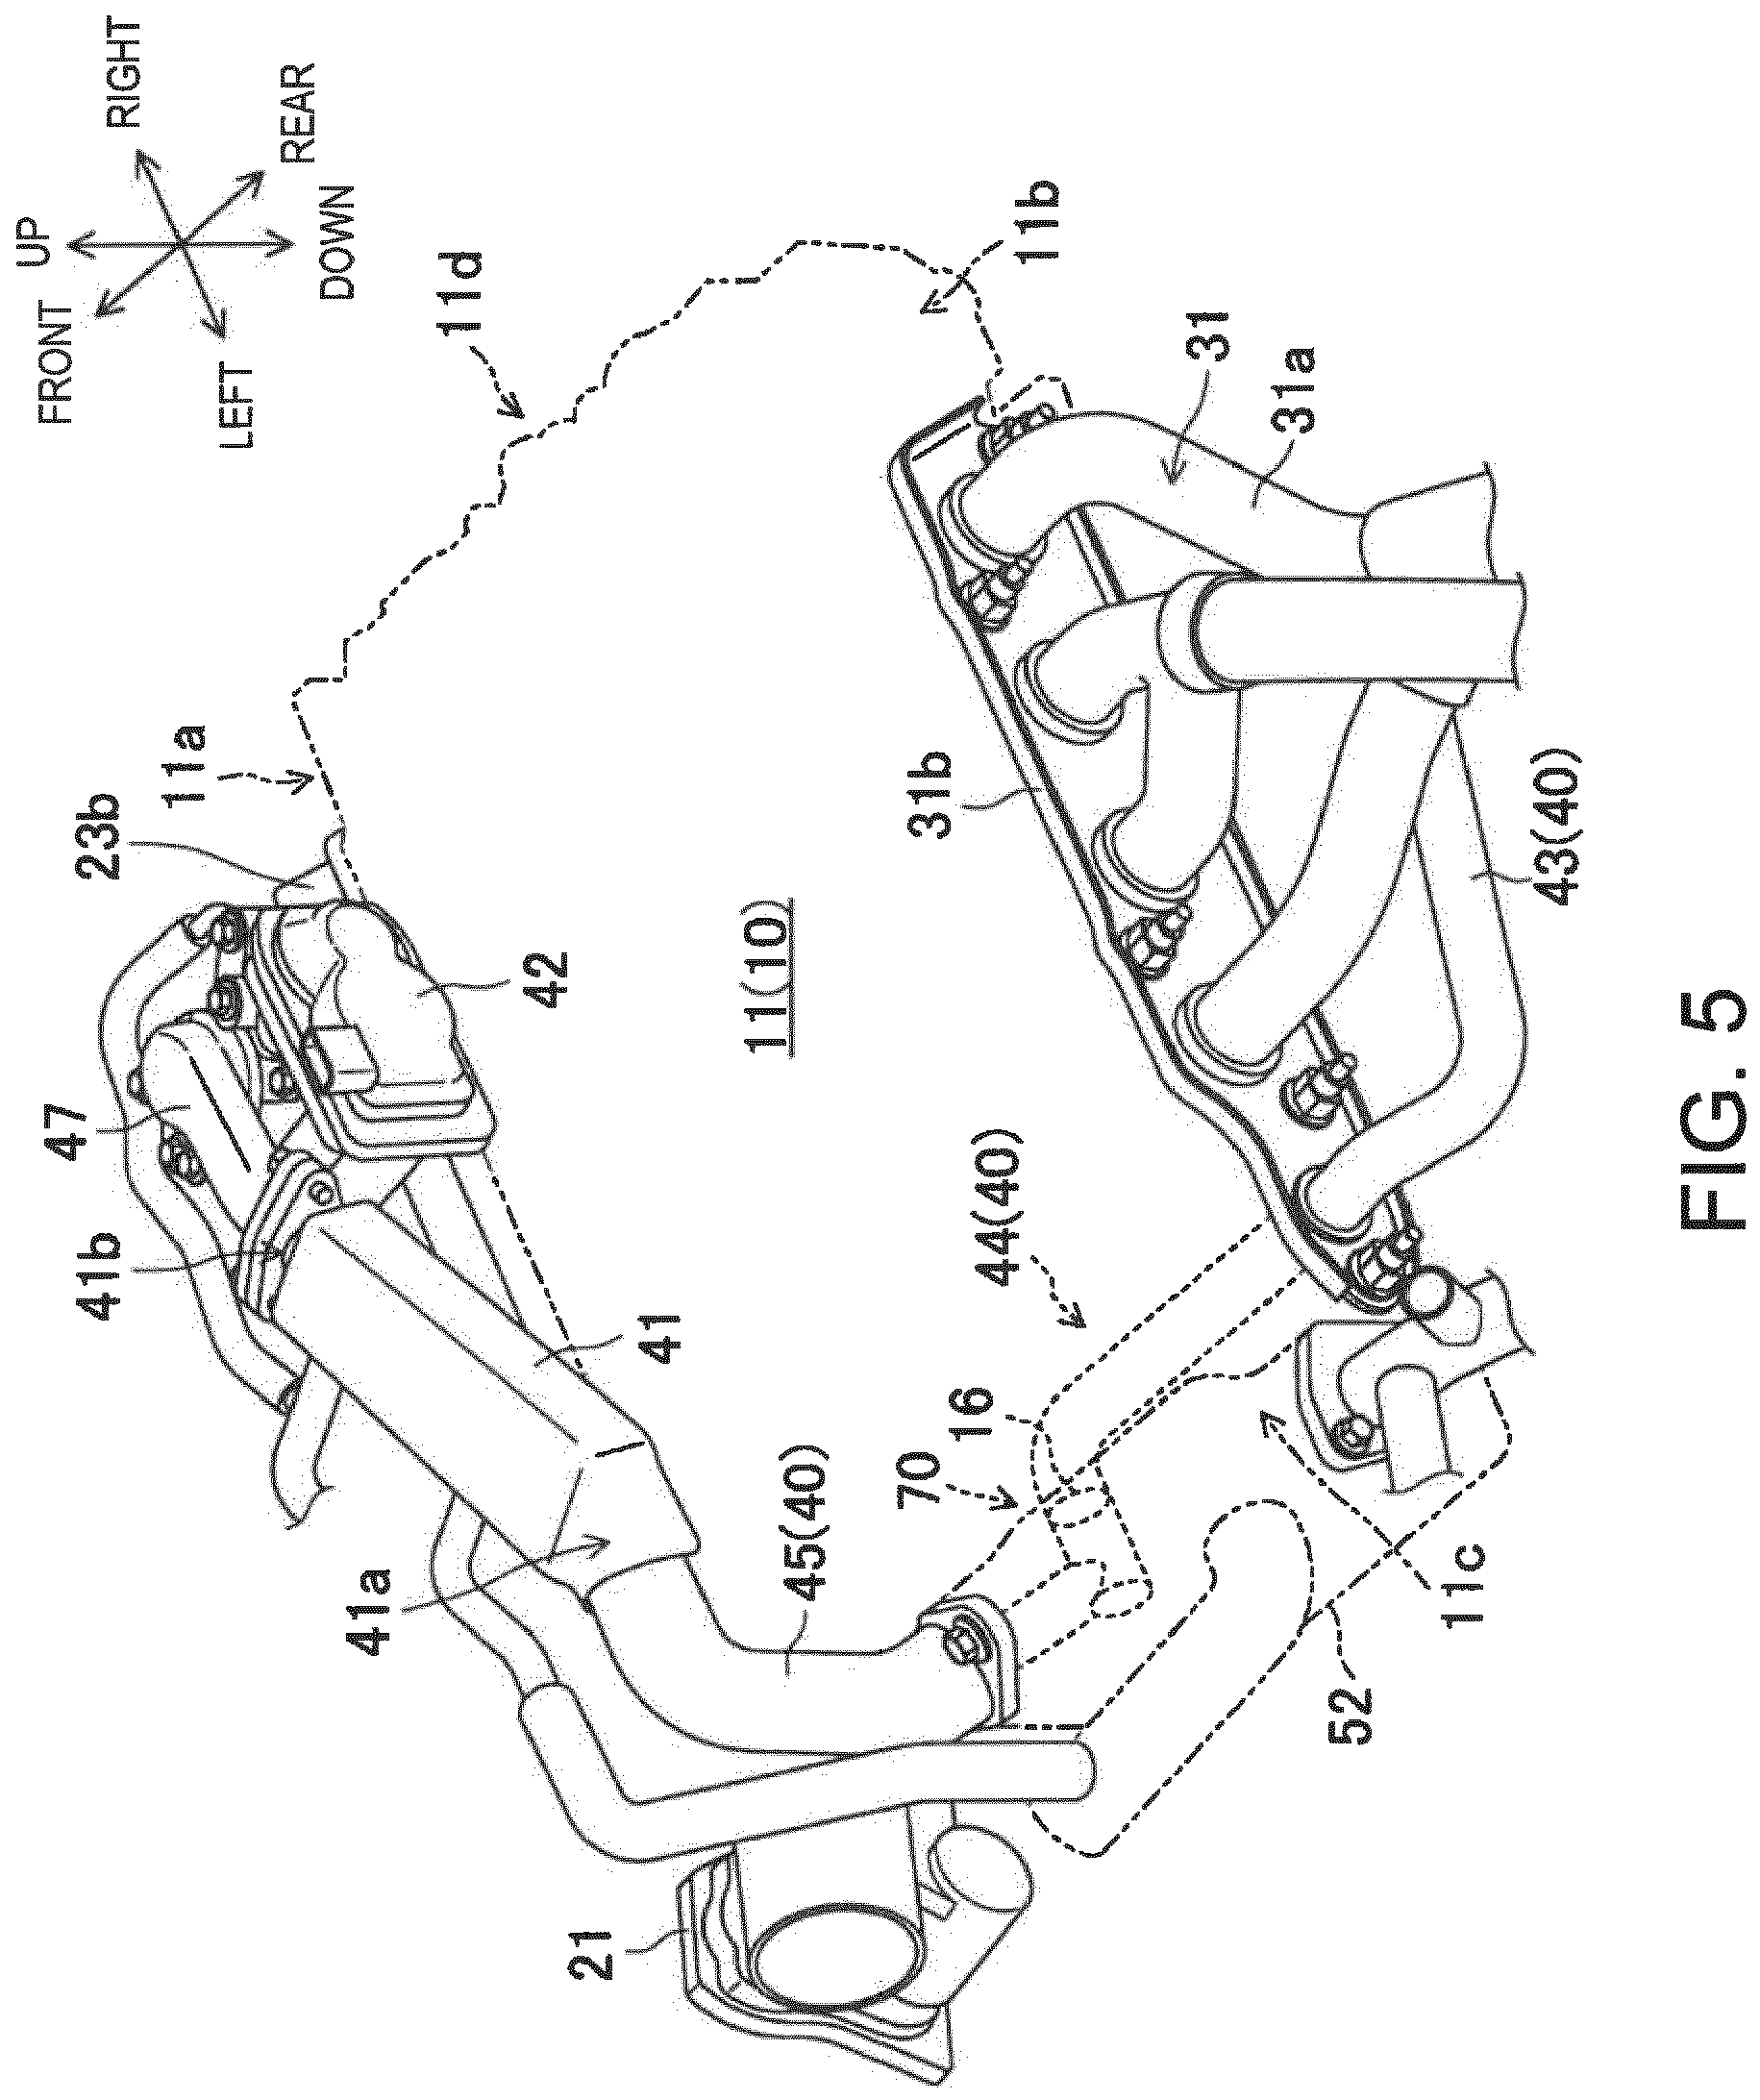 UP
RIGHT
FRONT
REAR
LEFT
DOWN
11d
11b
11a
23b
31
31a
31b
47
42
11(10)
43(40)
41b
41
44(40)
16
70
41a
45(40)
11c
52
21
FIG. 5